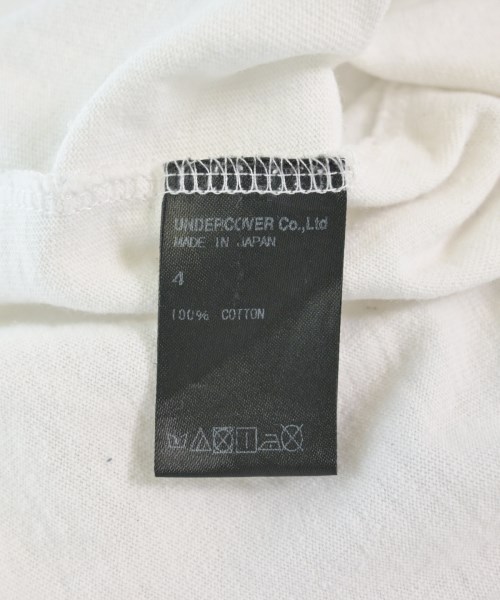 UNDERCOVER Co.,Ltd
MADE IN JAPAN
4
100% COTTON